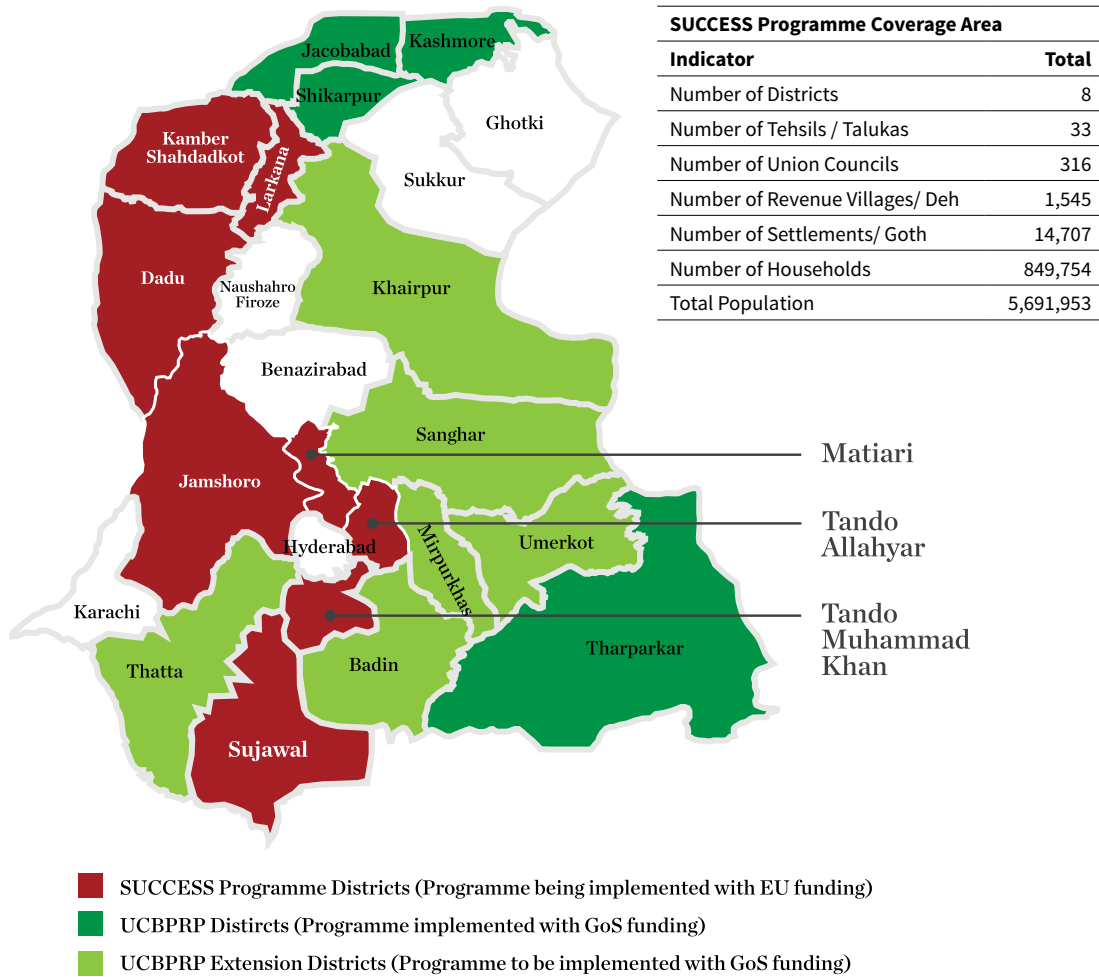 SUCCESS Programme Coverage Area
Indicator Total
Number of Districts 8
Number of Tehsils / Talukas 33
Number of Union Councils 316
Number of Revenue Villages/ Deh 1,545
Number of Settlements/ Goth 14,707
Number of Households 849,754
Total Population 5,691,953
Jacobabad
Kashmore
Shikarpur
Ghotki
Kamber
Shahdadkot
Larkana
Sukkur
Dadu
Naushahro
Firoze
Khairpur
Benazirabad
Sanghar
Matiari
Jamshoro
Tando
Allahyar
Hyderabad
Mirpurkhas
Umerkot
Karachi
Tando
Muhammad
Khan
Thatta
Badin
Tharparkar
Sujawal
SUCCESS Programme Districts (Programme being implemented with EU funding)
UCBPRP Distircts (Programme implemented with GoS funding)
UCBPRP Extension Districts (Programme to be implemented with GoS funding)